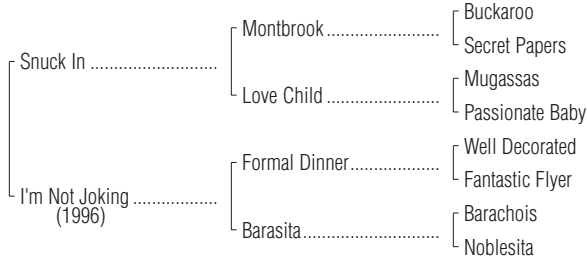 Buckaroo
Montbrook ..........................
Secret Papers
Snuck In .............................
Mugassas
Love Child ..........................
Passionate Baby
Well Decorated
Formal Dinner.....................
Fantastic Flyer
I'm Not Joking ...................
(1996)
Barachois
Barasita................................
Noblesita